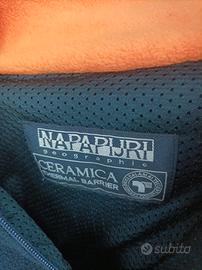 NAPAPIJRI
geographic
CERAMICA
THERMAL BARRIER
subito